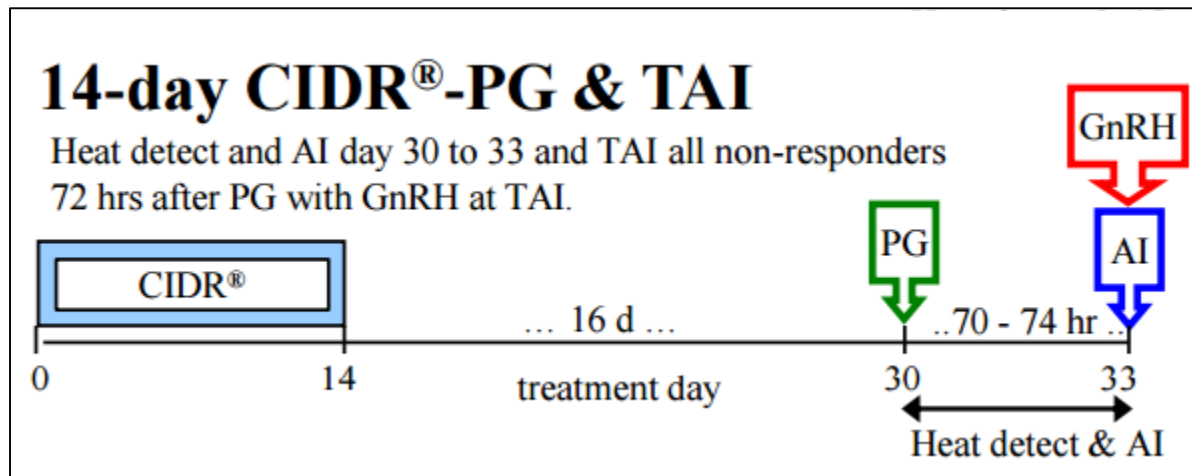 14-day CIDR®-PG & TAI
Heat detect and AI day 30 to 33 and TAI all non-responders
72 hrs after PG with GnRH at TAI.
GnRH
PG
AI
CIDR®
... 16 d ...
..70 - 74 hr ..
0
14
treatment day
30
33
Heat detect & AI